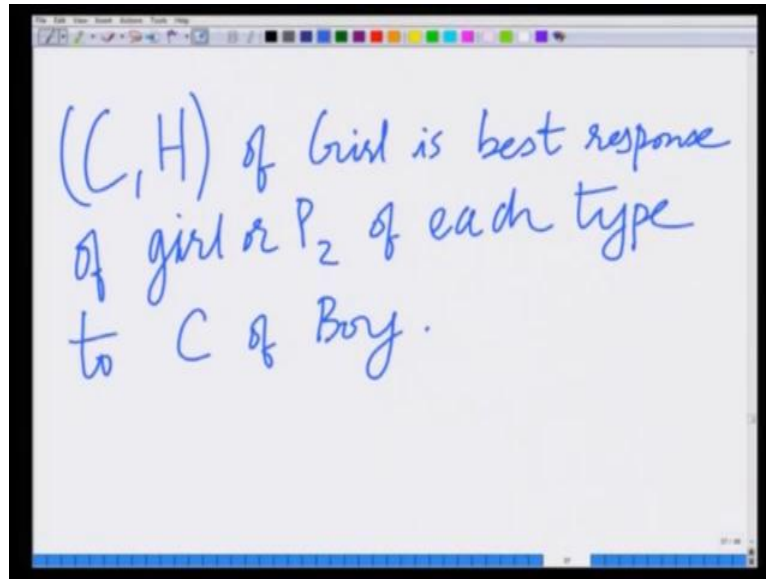 (C, H) of Girl is best response
of girl or P₂ of each type
to C of Boy.